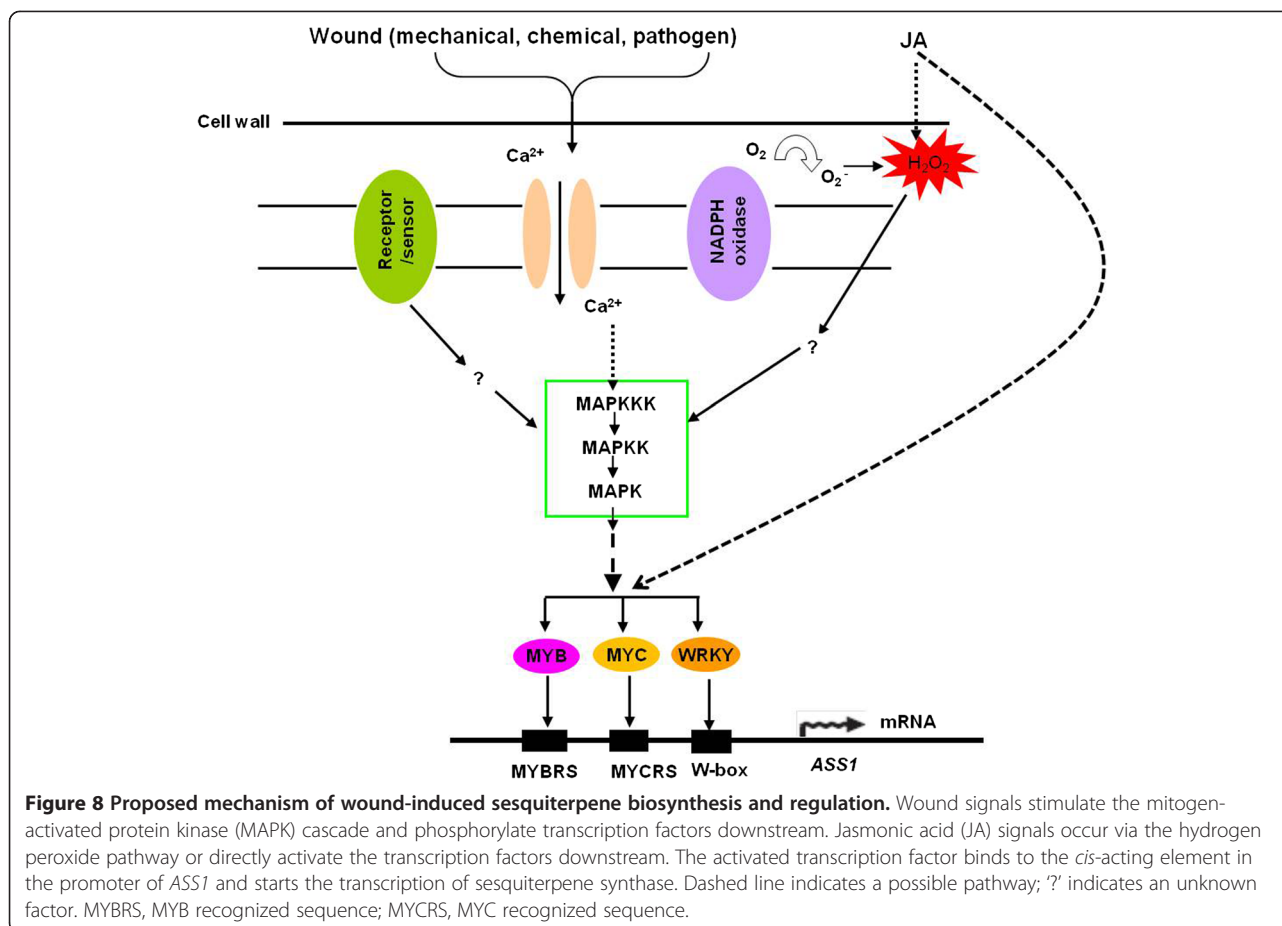 Wound (mechanical, chemical, pathogen)
JA
Cell wall
Ca²⁺
O₂
O₂⁻
H₂O₂
Receptor
/sensor
NADPH
oxidase
Ca²⁺
?
?
MAPKKK
MAPKK
MAPK
MYB
MYC
WRKY
mRNA
MYBRS
MYCRS
W-box
ASS1
Figure 8 Proposed mechanism of wound-induced sesquiterpene biosynthesis and regulation. Wound signals stimulate the mitogen-
activated protein kinase (MAPK) cascade and phosphorylate transcription factors downstream. Jasmonic acid (JA) signals occur via the hydrogen
peroxide pathway or directly activate the transcription factors downstream. The activated transcription factor binds to the cis-acting element in
the promoter of ASS1 and starts the transcription of sesquiterpene synthase. Dashed line indicates a possible pathway; ‘?’ indicates an unknown
factor. MYBRS, MYB recognized sequence; MYCRS, MYC recognized sequence.